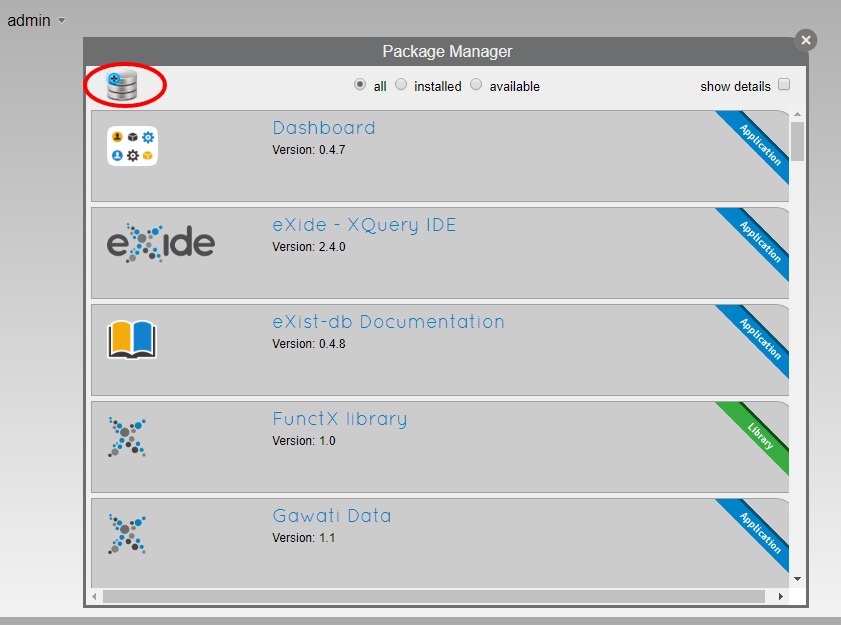 admin
Package Manager
all installed available show details
Dashboard
Version: 0.4.7
Application
eXide
eXide - XQuery IDE
Version: 2.4.0
Application
eXist-db Documentation
Version: 0.4.8
Application
FunctX library
Version: 1.0
Library
Gawati Data
Version: 1.1
Application